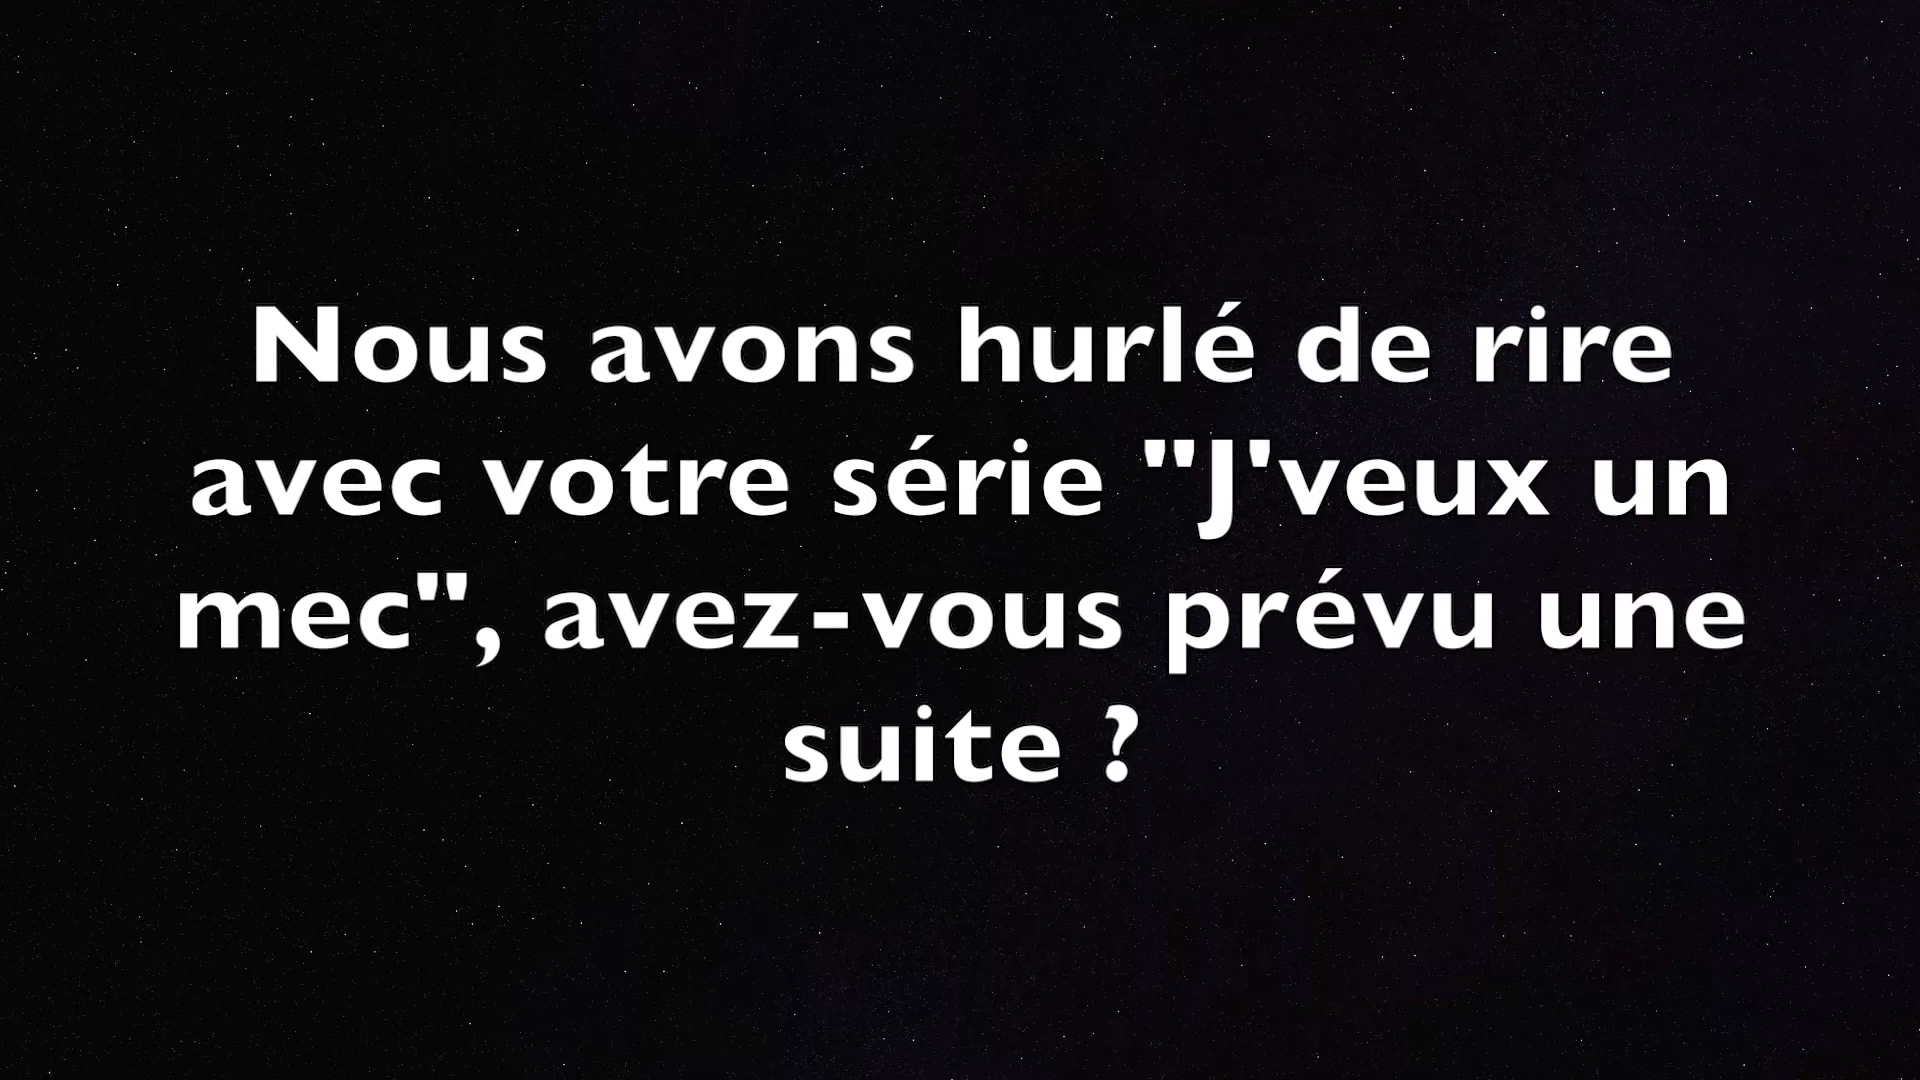 Nous avons hurlé de rire
avec votre série "J'veux un
mec", avez-vous prévu une
suite ?